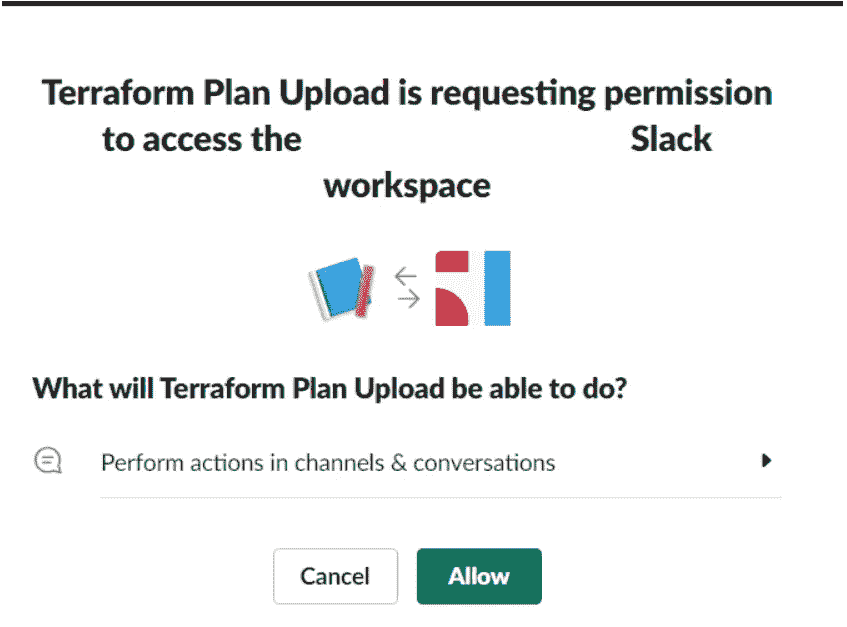 Terraform Plan Upload is requesting permission
to access the Slack
workspace
What will Terraform Plan Upload be able to do?
Perform actions in channels & conversations
Cancel Allow